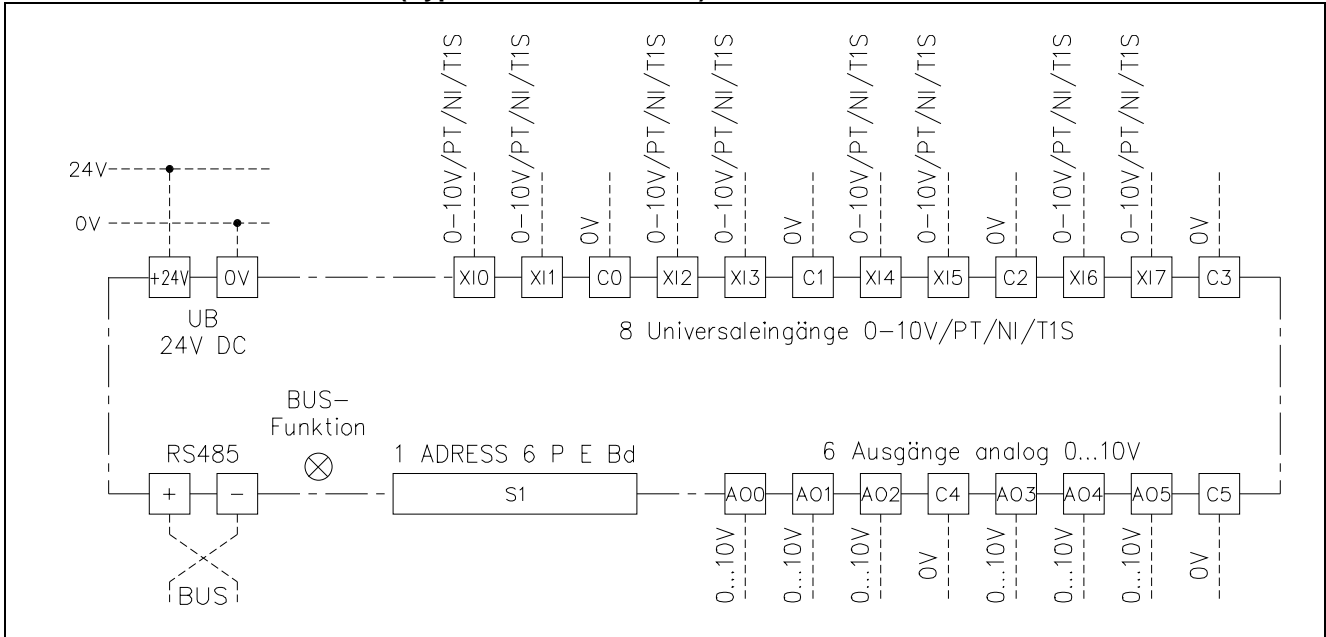 0-10V/PT/NI/T1S
0-10V/PT/NI/T1S
0V
0-10V/PT/NI/T1S
0-10V/PT/NI/T1S
0V
0-10V/PT/NI/T1S
0-10V/PT/NI/T1S
0V
0-10V/PT/NI/T1S
0-10V/PT/NI/T1S
0V
24V
0V
+24V 0V XI0 XI1 C0 XI2 XI3 C1 XI4 XI5 C2 XI6 XI7 C3
UB
24V DC
8 Universaleingänge 0-10V/PT/NI/T1S
BUS-
Funktion
RS485
1 ADRESS 6 P E Bd
6 Ausgänge analog 0...10V
+ - S1 AO0 AO1 AO2 C4 AO3 AO4 AO5 C5
0...10V
0...10V
0...10V
0V
0...10V
0...10V
0...10V
0V
BUS